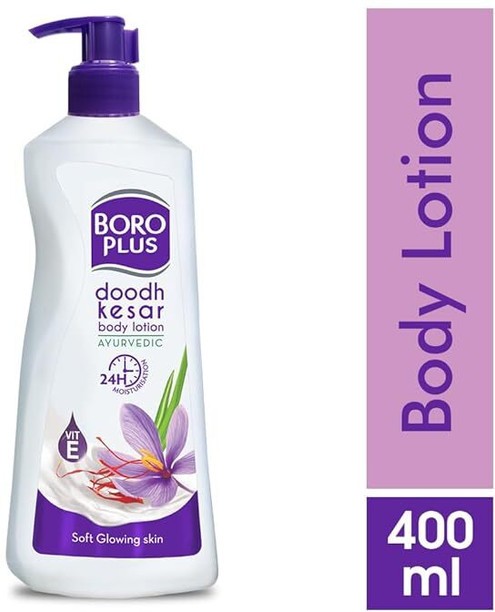 BORO
PLUS
doodh
kesar
body lotion
AYURVEDIC
24H
MOISTURISATION
VIT
E
Soft Glowing skin
Body Lotion
400
ml